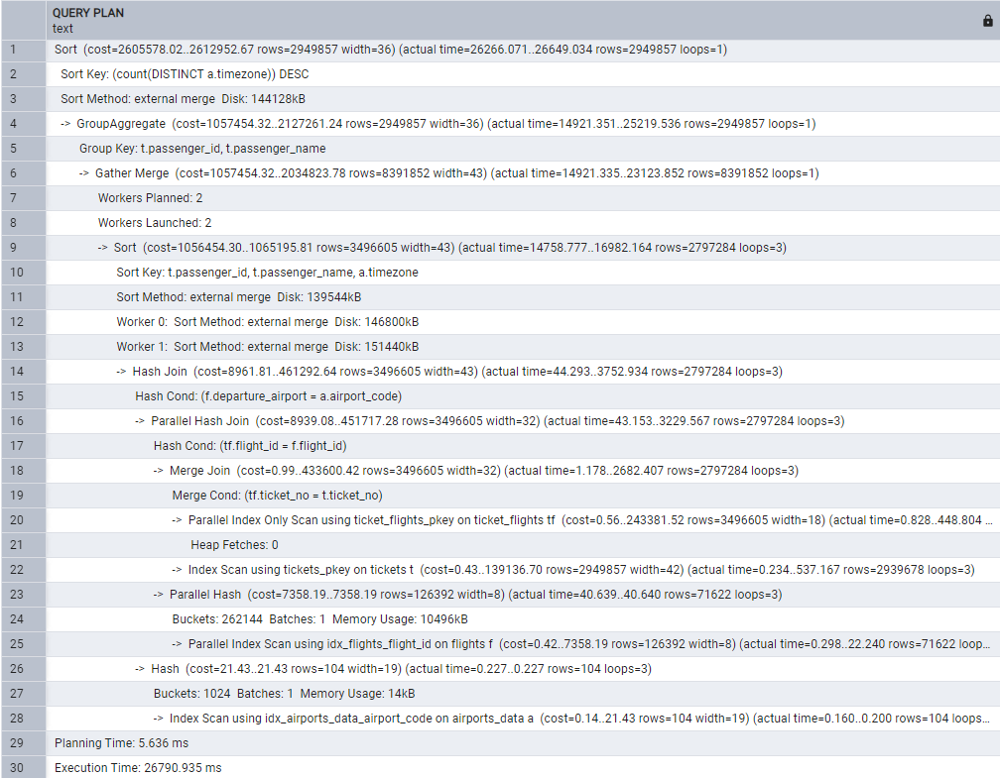 QUERY PLAN
text
1 Sort (cost=2605578.02..2612952.67 rows=2949857 width=36) (actual time=26266.071..26649.034 rows=2949857 loops=1)
2 Sort Key: (count(DISTINCT a.timezone)) DESC
3 Sort Method: external merge Disk: 144128kB
4 -> GroupAggregate (cost=1057454.32..2127261.24 rows=2949857 width=36) (actual time=14921.351..25219.536 rows=2949857 loops=1)
5 Group Key: t.passenger_id, t.passenger_name
6 -> Gather Merge (cost=1057454.32..2034823.78 rows=8391852 width=43) (actual time=14921.335..23123.852 rows=8391852 loops=1)
7 Workers Planned: 2
8 Workers Launched: 2
9 -> Sort (cost=1056454.30..1065195.81 rows=3496605 width=43) (actual time=14758.777..16982.164 rows=2797284 loops=3)
10 Sort Key: t.passenger_id, t.passenger_name, a.timezone
11 Sort Method: external merge Disk: 139544kB
12 Worker 0: Sort Method: external merge Disk: 146800kB
13 Worker 1: Sort Method: external merge Disk: 151440kB
14 -> Hash Join (cost=8961.81..461292.64 rows=3496605 width=43) (actual time=44.293..3752.934 rows=2797284 loops=3)
15 Hash Cond: (f.departure_airport = a.airport_code)
16 -> Parallel Hash Join (cost=8939.08..451717.28 rows=3496605 width=32) (actual time=43.153..3229.567 rows=2797284 loops=3)
17 Hash Cond: (tf.flight_id = f.flight_id)
18 -> Merge Join (cost=0.99..433600.42 rows=3496605 width=32) (actual time=1.178..2682.407 rows=2797284 loops=3)
19 Merge Cond: (tf.ticket_no = t.ticket_no)
20 -> Parallel Index Only Scan using ticket_flights_pkey on ticket_flights tf (cost=0.56..243381.52 rows=3496605 width=18) (actual time=0.828..448.804 ...
21 Heap Fetches: 0
22 -> Index Scan using tickets_pkey on tickets t (cost=0.43..139136.70 rows=2949857 width=42) (actual time=0.234..537.167 rows=2939678 loops=3)
23 -> Parallel Hash (cost=7358.19..7358.19 rows=126392 width=8) (actual time=40.639..40.640 rows=71622 loops=3)
24 Buckets: 262144 Batches: 1 Memory Usage: 10496kB
25 -> Parallel Index Scan using idx_flights_flight_id on flights f (cost=0.42..7358.19 rows=126392 width=8) (actual time=0.298..22.240 rows=71622 loop...
26 -> Hash (cost=21.43..21.43 rows=104 width=19) (actual time=0.227..0.227 rows=104 loops=3)
27 Buckets: 1024 Batches: 1 Memory Usage: 14kB
28 -> Index Scan using idx_airports_data_airport_code on airports_data a (cost=0.14..21.43 rows=104 width=19) (actual time=0.160..0.200 rows=104 loops...
29 Planning Time: 5.636 ms
30 Execution Time: 26790.935 ms